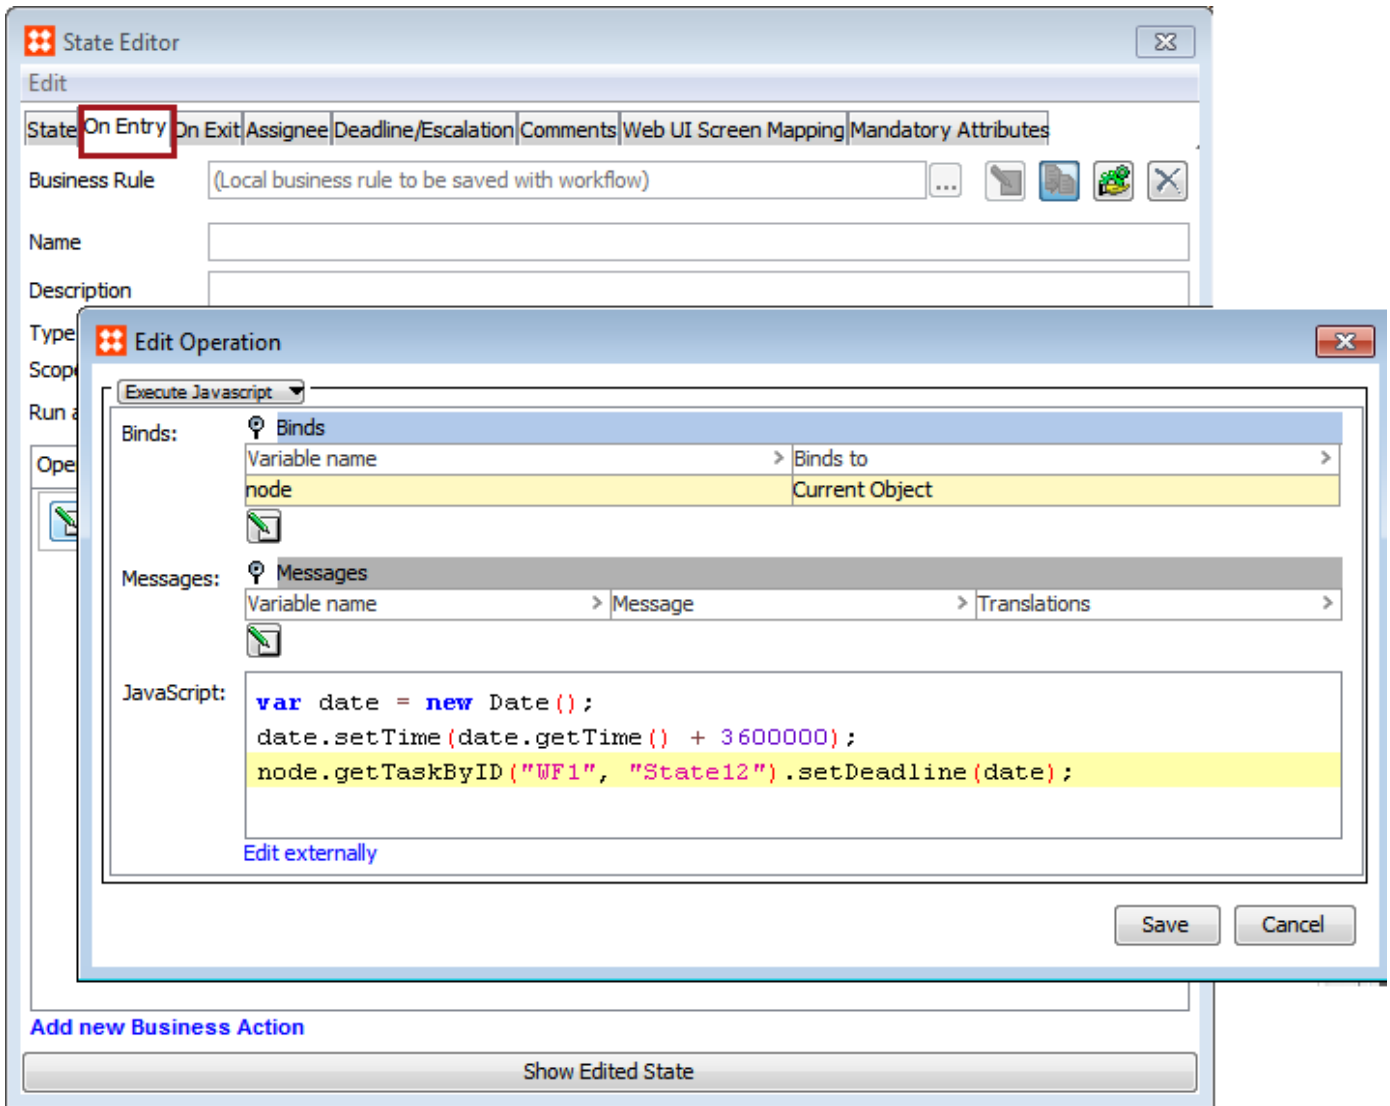 State Editor
Edit
State On Entry On Exit Assignee Deadline/Escalation Comments Web UI Screen Mapping Mandatory Attributes
Business Rule (Local business rule to be saved with workflow) ...
Name
Description
Type
Edit Operation
Execute Javascript
Binds: Binds
Variable name > Binds to >
node Current Object
Messages: Messages
Variable name > Message > Translations >
JavaScript:
var date = new Date();
date.setTime(date.getTime() + 3600000);
node.getTaskByID("WF1", "State12").setDeadline(date);
Edit externally
Save Cancel
Add new Business Action
Show Edited State